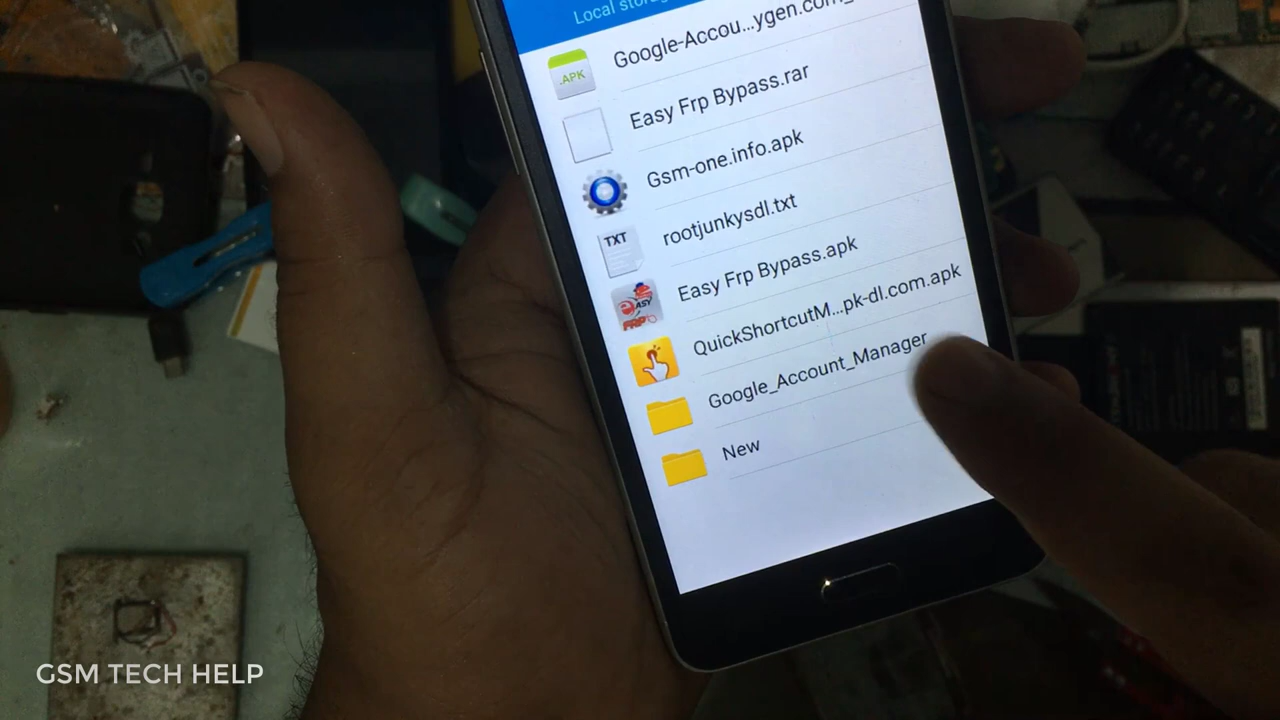 Local storag
Google-Accou...ygen.com_
.APK
Easy Frp Bypass.rar
Gsm-one.info.apk
TXT
rootjunkysdl.txt
Easy Frp Bypass.apk
EASY
FRP
QuickShortcutM...pk-dl.com.apk
Google_Account_Manager
New
GSM TECH HELP